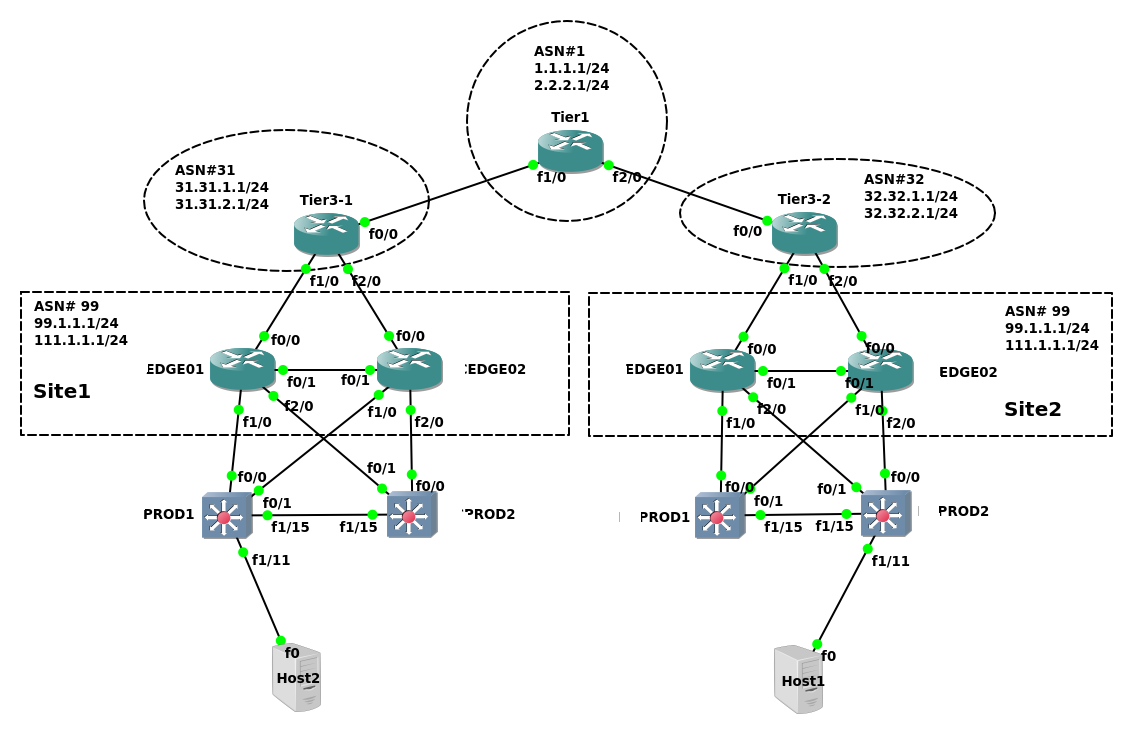 ASN#1
1.1.1.1/24
2.2.2.1/24
Tier1
f1/0
f2/0
ASN#31
31.31.1.1/24
31.31.2.1/24
Tier3-1
f0/0
f1/0
f2/0
ASN#32
32.32.1.1/24
32.32.2.1/24
Tier3-2
f0/0
f1/0
f2/0
ASN# 99
99.1.1.1/24
111.1.1.1/24
Site1
f0/0
f0/0
EDGE01
EDGE02
f0/1
f0/1
f2/0
f1/0
f1/0
f2/0
f0/1
f0/0
f0/0
f0/1
PROD1
PROD2
f1/15
f1/15
f1/11
f0
Host2
ASN# 99
99.1.1.1/24
111.1.1.1/24
Site2
f0/0
f0/0
EDGE01
EDGE02
f0/1
f0/1
f2/0
f1/0
f1/0
f2/0
f0/0
f0/0
f0/1
f0/1
PROD1
PROD2
f1/15
f1/15
f1/11
f0
Host1